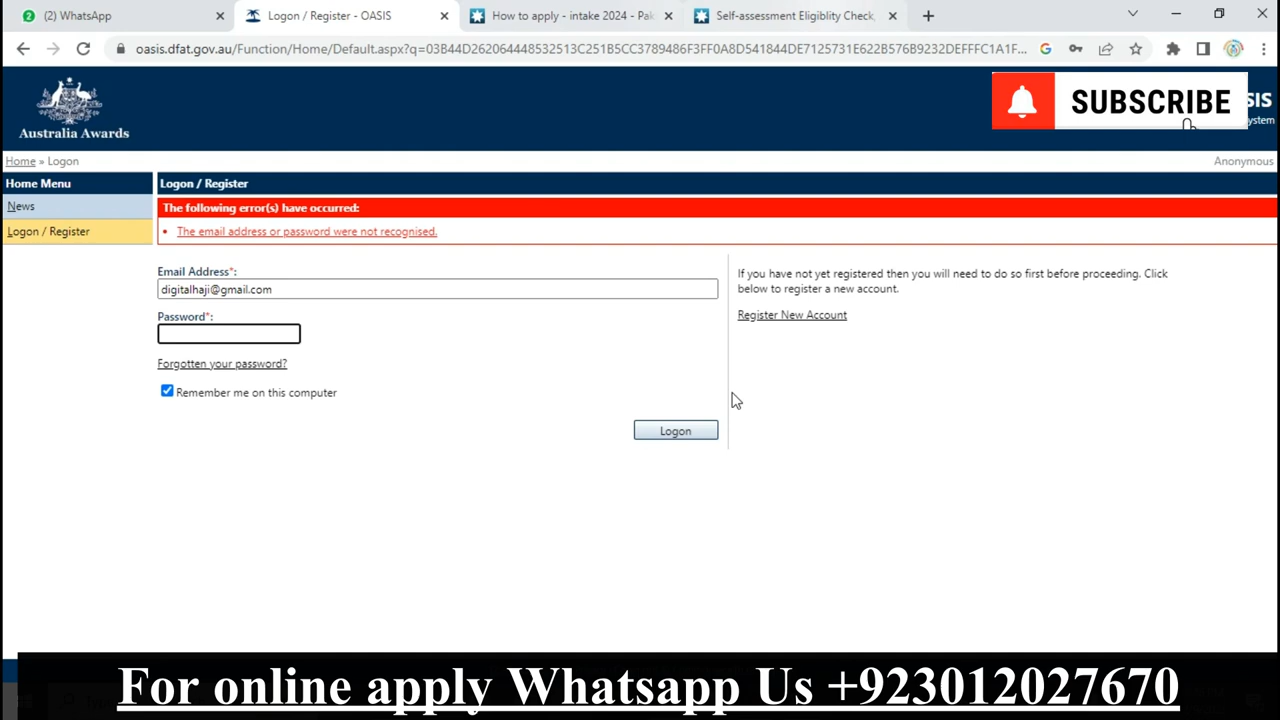 (2) WhatsApp
Logon / Register - OASIS
How to apply - intake 2024 - Pak
Self-assessment Eligiblity Check,
oasis.dfat.gov.au/Function/Home/Default.aspx?q=03B44D262064448532513C251B5CC3789486F3FF0A8D541844DE7125731E622B576B9232DEFFFC1A1F...
SUBSCRIBE
SIS
ystem
Australia Awards
Home » Logon
Anonymous
Home Menu
Logon / Register
News
The following error(s) have occurred:
Logon / Register
• The email address or password were not recognised.
Email Address*:
digitalhaji@gmail.com
If you have not yet registered then you will need to do so first before proceeding. Click
below to register a new account.
Password*:
Register New Account
Forgotten your password?
Remember me on this computer
Logon
For online apply Whatsapp Us +923012027670